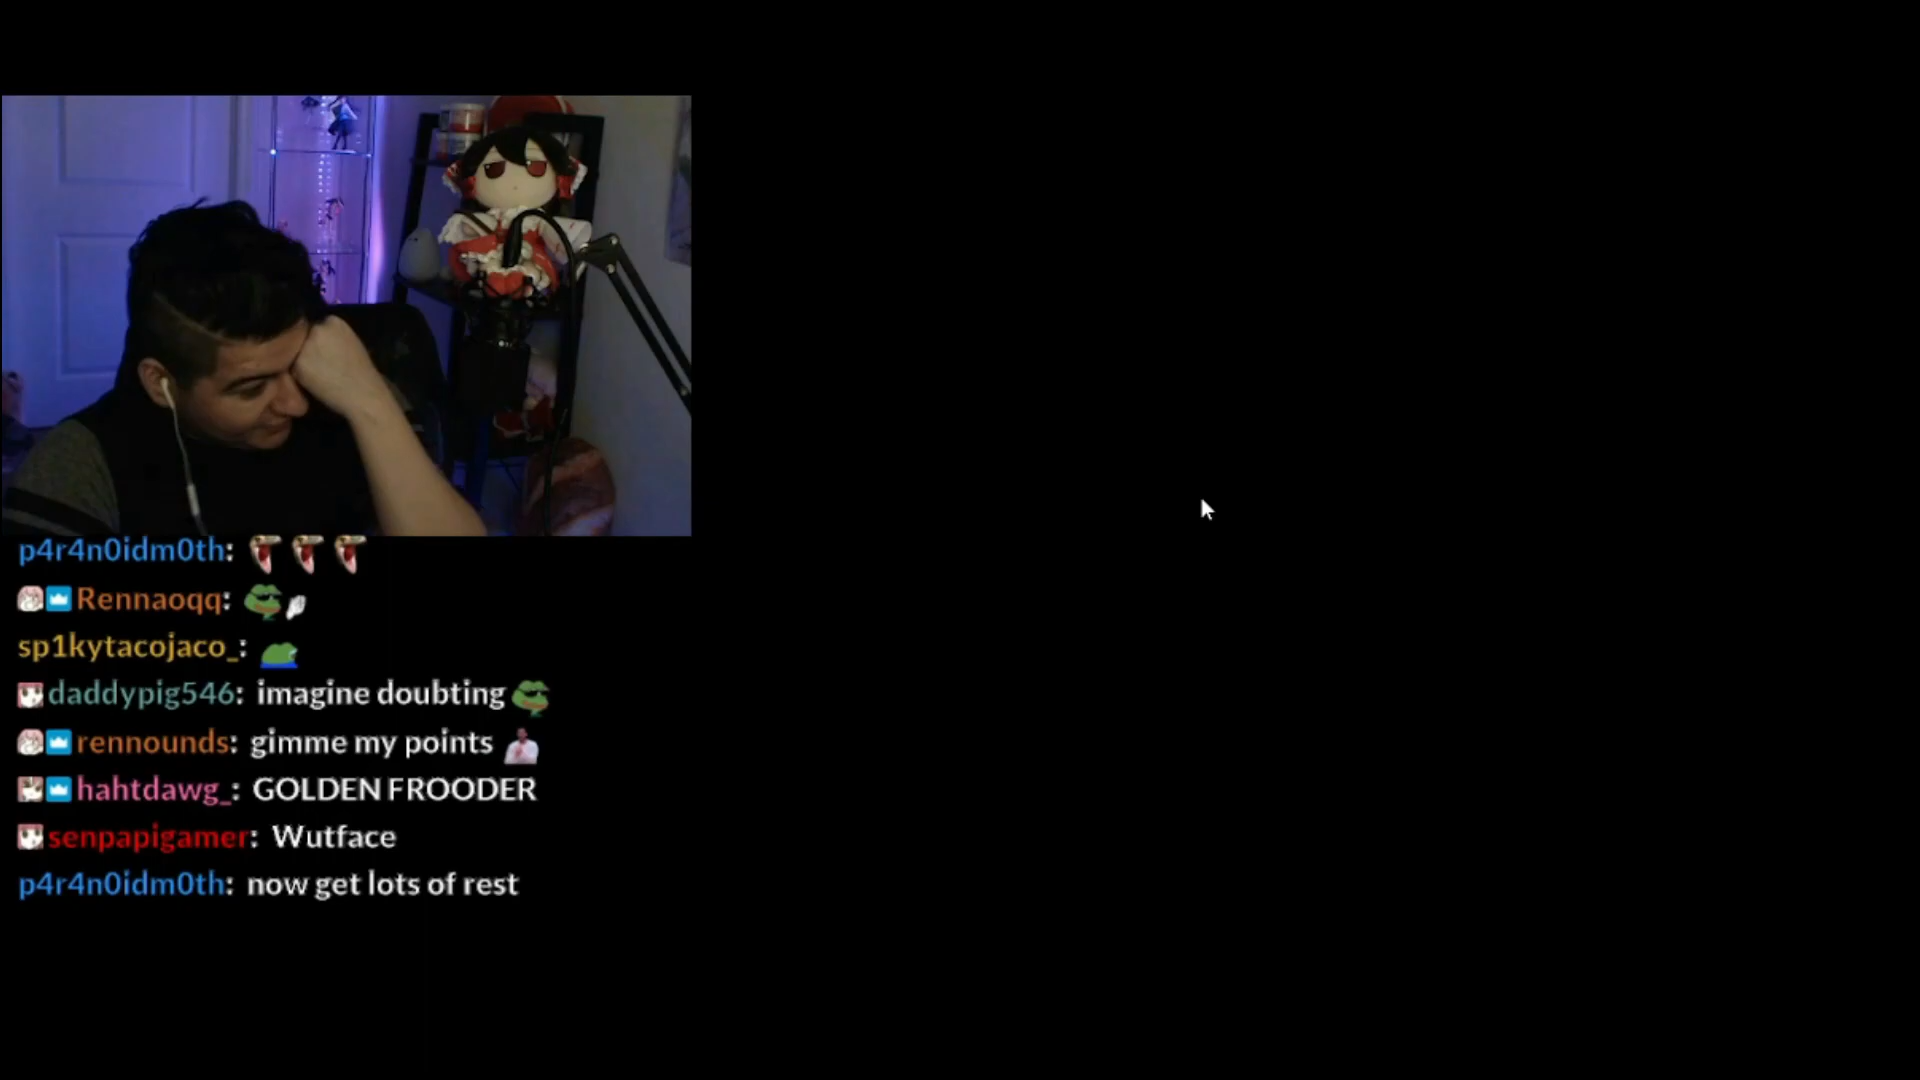 p4r4n0idm0th:
Rennaoqq:
sp1kytacojaco_:
daddypig546: imagine doubting
rennounds: gimme my points
hahtdawg_: GOLDEN FROODER
senpapigamer: Wutface
p4r4n0idm0th: now get lots of rest